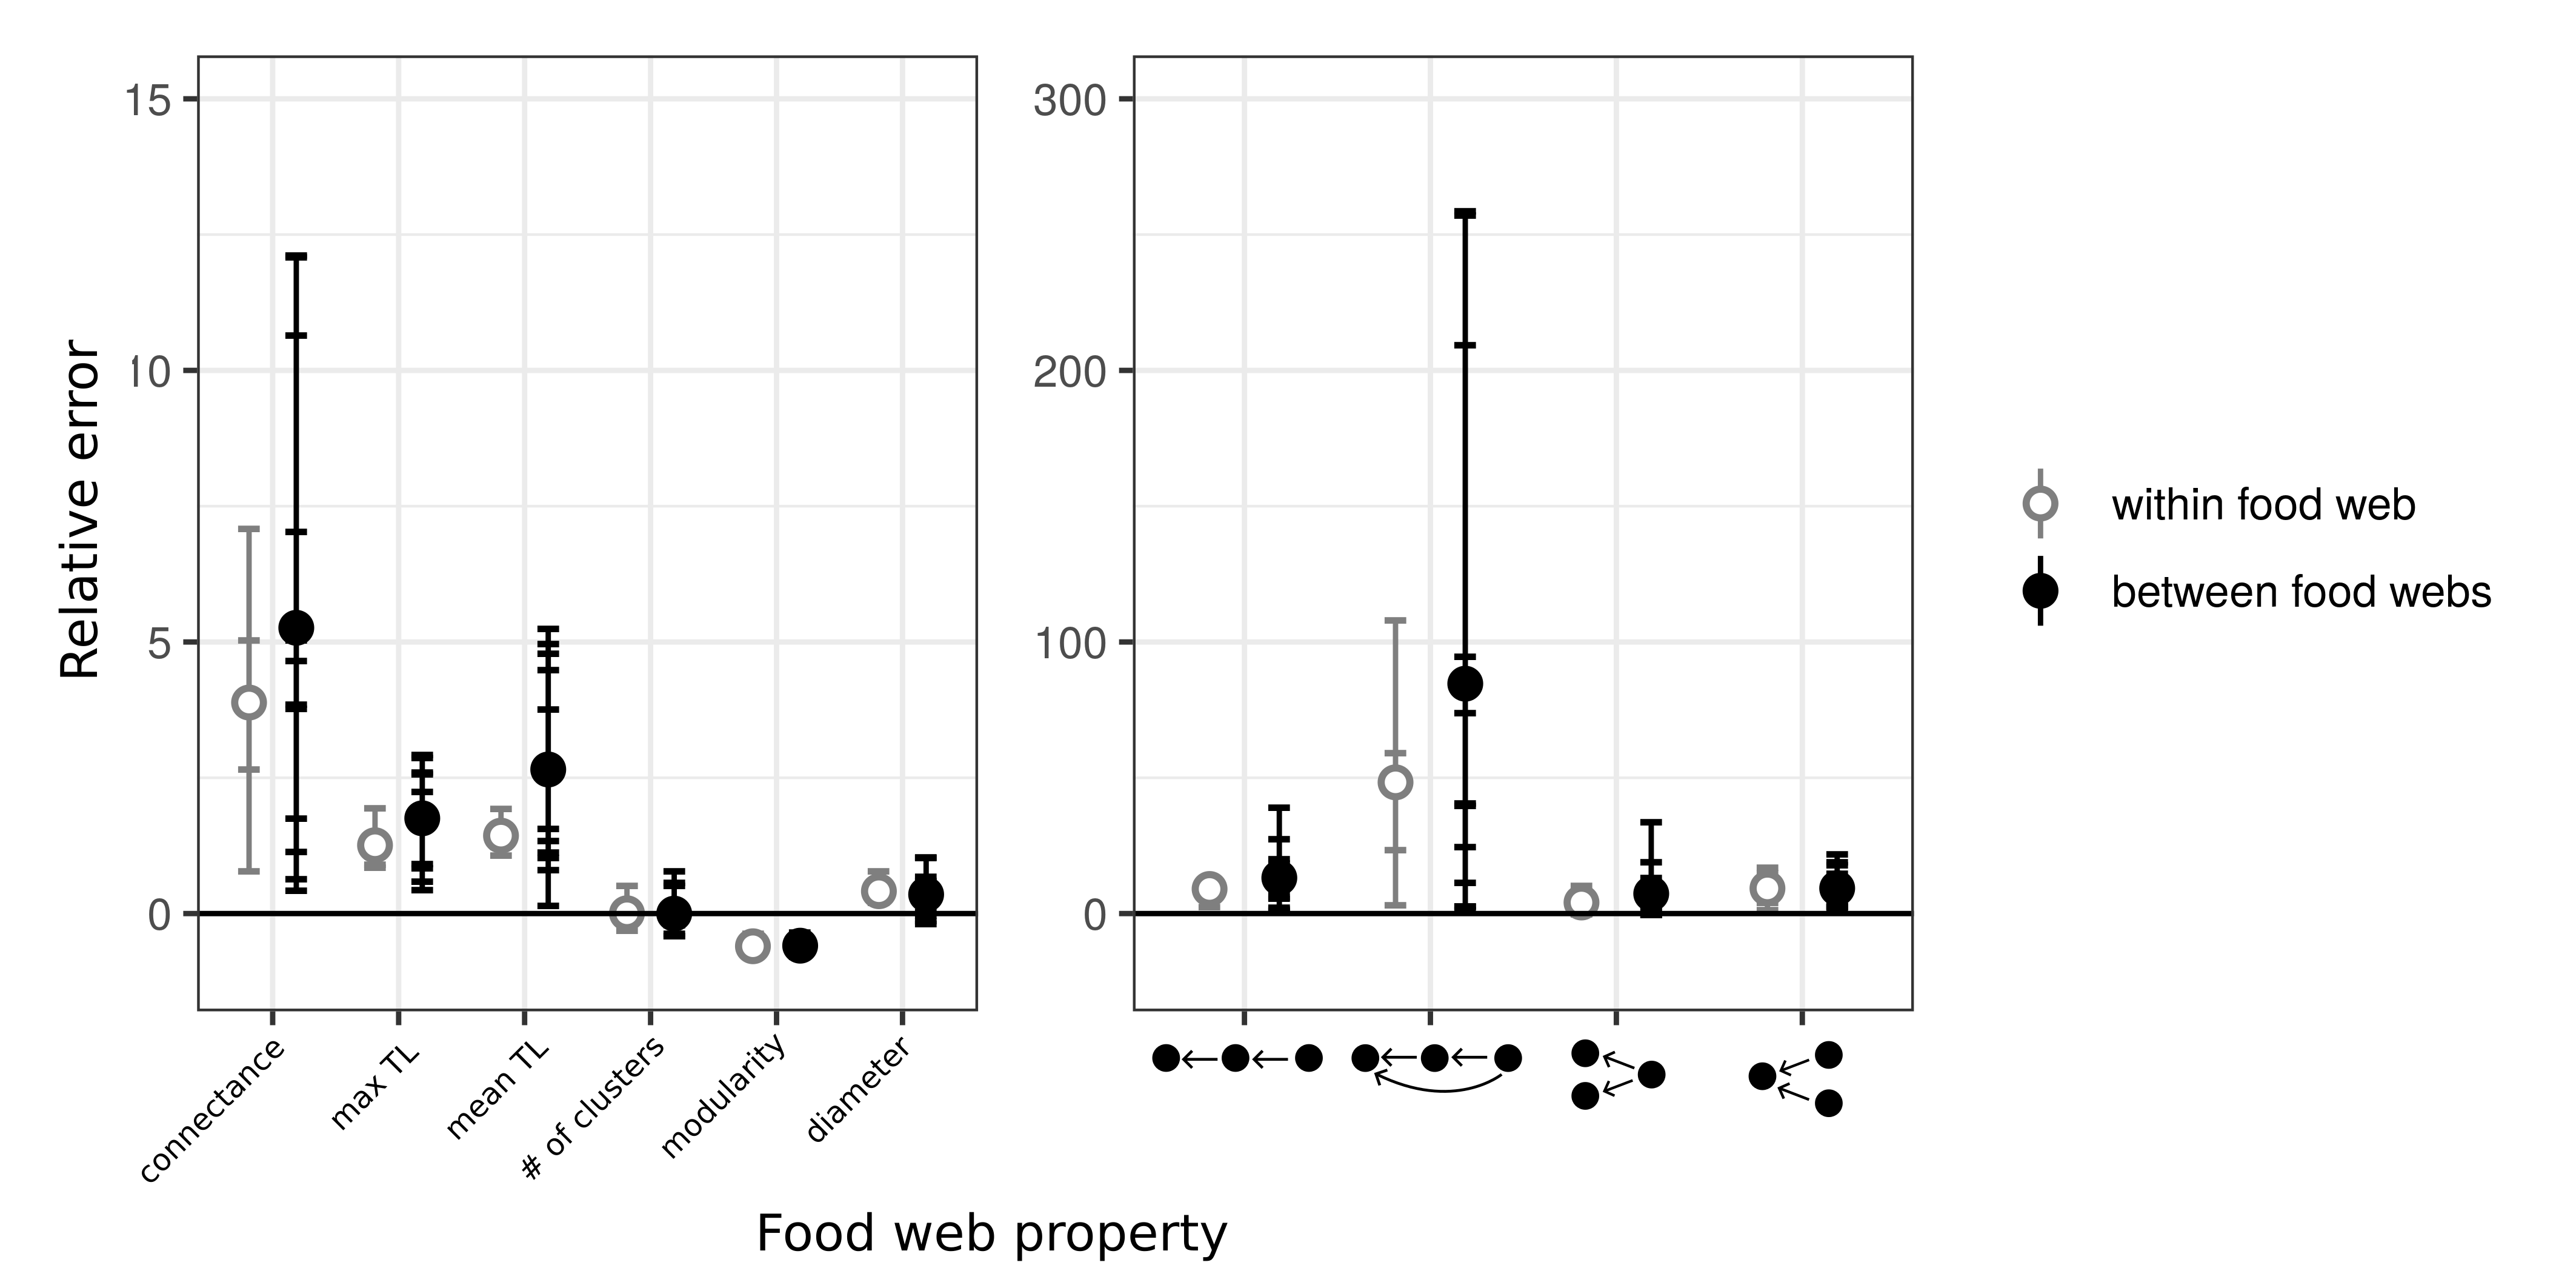 Relative error
15
10
5
0
connectance
max TL
mean TL
# of clusters
modularity
diameter
300
200
100
0
within food web
between food webs
Food web property